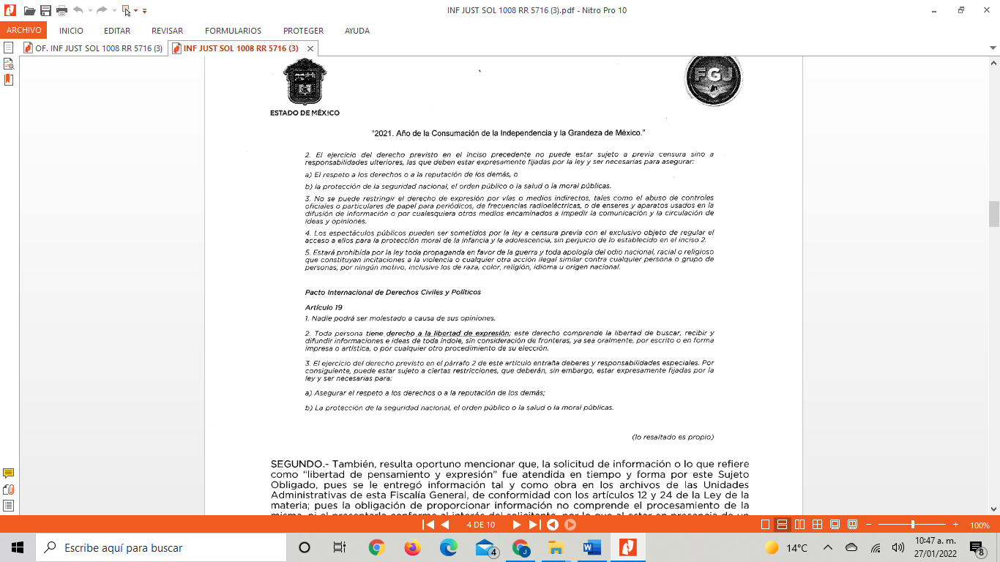 INF JUST SOL 1008 RR 5716 (3).pdf - Nitro Pro 10
ARCHIVO INICIO EDITAR REVISAR FORMULARIOS PROTEGER AYUDA
OF. INF JUST SOL 1008 RR 5716 (3) INF JUST SOL 1008 RR 5716 (3)
FGJ
ESTADO DE MÉXICO
"2021. Año de la Consumación de la Independencia y la Grandeza de México."
2. El ejercicio del derecho previsto en el inciso precedente no puede estar sujeto a previa censura sino a
responsabilidades ulteriores, las que deben estar expresamente fijadas por la ley y ser necesarias para asegurar:
a) El respeto a los derechos o a la reputación de los demás, o
b) la protección de la seguridad nacional, el orden público o la salud o la moral públicas.
3. No se puede restringir el derecho de expresión por vías o medios indirectos, tales como el abuso de controles
oficiales o particulares de papel para periódicos, de frecuencias radioeléctricas, o de enseres y aparatos usados en la
difusión de información o por cualesquiera otros medios encaminados a impedir la comunicación y la circulación de
ideas y opiniones.
4. Los espectáculos públicos pueden ser sometidos por la ley a censura previa con el exclusivo objeto de regular el
acceso a ellos para la protección moral de la infancia y la adolescencia, sin perjuicio de lo establecido en el inciso 2.
5. Estará prohibida por la ley toda propaganda en favor de la guerra y toda apología del odio nacional, racial o religioso
que constituyan incitaciones a la violencia o cualquier otra acción ilegal similar contra cualquier persona o grupo de
personas, por ningún motivo, inclusive los de raza, color, religión, idioma u origen nacional.
Pacto Internacional de Derechos Civiles y Políticos
Artículo 19
1. Nadie podrá ser molestado a causa de sus opiniones.
2. Toda persona tiene derecho a la libertad de expresión; este derecho comprende la libertad de buscar, recibir y
difundir informaciones e ideas de toda índole, sin consideración de fronteras, ya sea oralmente, por escrito o en forma
impresa o artística, o por cualquier otro procedimiento de su elección.
3. El ejercicio del derecho previsto en el párrafo 2 de este artículo entraña deberes y responsabilidades especiales. Por
consiguiente, puede estar sujeto a ciertas restricciones, que deberán, sin embargo, estar expresamente fijadas por la
ley y ser necesarias para:
a) Asegurar el respeto a los derechos o a la reputación de los demás;
b) La protección de la seguridad nacional, el orden público o la salud o la moral públicas.
(lo resaltado es propio)
SEGUNDO.- También, resulta oportuno mencionar que, la solicitud de información o lo que refiere
como "libertad de pensamiento y expresión" fue atendida en tiempo y forma por este Sujeto
Obligado, pues se le entregó información tal y como obra en los archivos de las Unidades
Administrativas de esta Fiscalía General, de conformidad con los artículos 12 y 24 de la Ley de la
materia; pues la obligación de proporcionar información no comprende el procesamiento de la
misma, ni el presentarla conforme al interés del solicitante, por lo que al estar en presencia de un
4 DE 10
100%
Escribe aquí para buscar
4
J
14°C
10:47 a. m.
27/01/2022
8